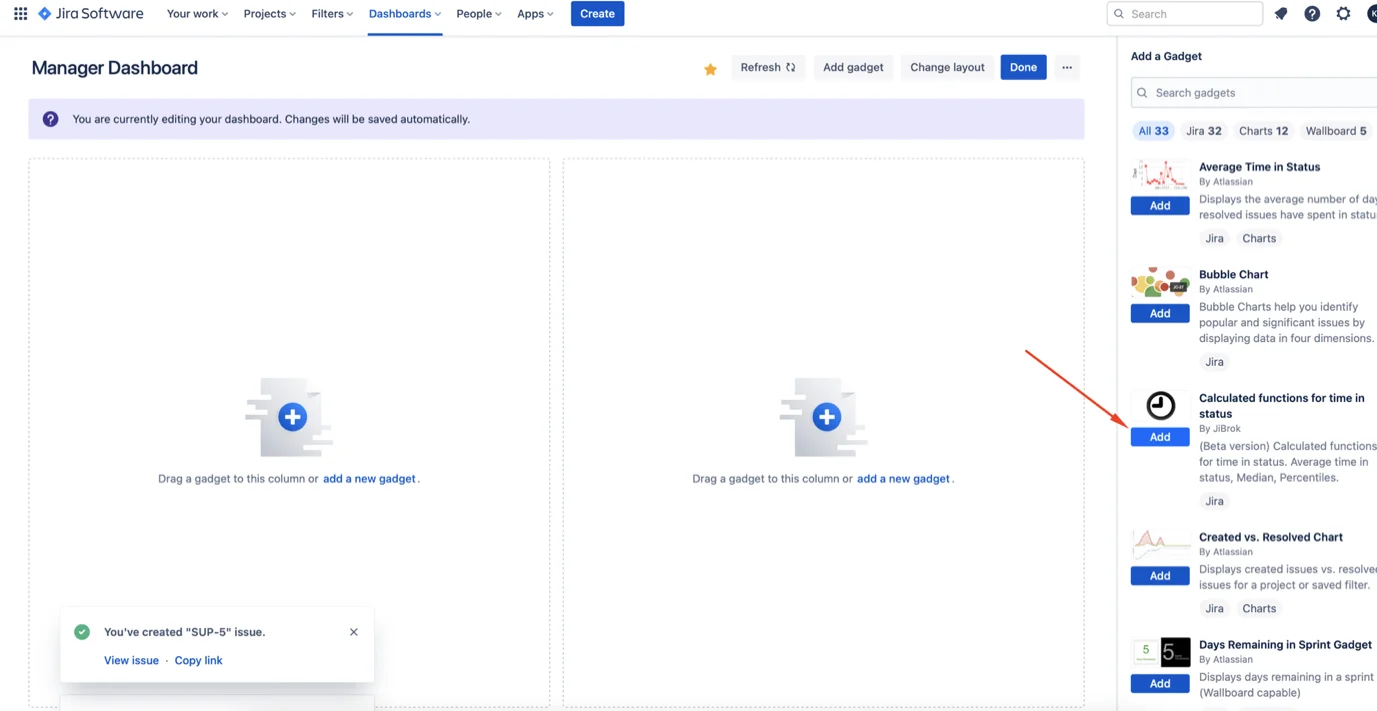 Jira Software Your work Projects Filters Dashboards People Apps Create Search
Manager Dashboard
Refresh Add gadget Change layout Done
You are currently editing your dashboard. Changes will be saved automatically.
Drag a gadget to this column or add a new gadget.
Drag a gadget to this column or add a new gadget.
You've created "SUP-5" issue.
View issue · Copy link
Add a Gadget
Search gadgets
All 33 Jira 32 Charts 12 Wallboard 5
Average Time in Status
By Atlassian
Add
Displays the average number of
resolved issues have spent in
Jira Charts
Bubble Chart
By Atlassian
Add
Bubble Charts help you identify
popular and significant issues by
displaying data in four dimensions.
Jira
Calculated functions for time in
status
By JiBrok
Add
(Beta version) Calculated functions
for time in status. Average time in
status, Median, Percentiles.
Jira
Created vs. Resolved Chart
By Atlassian
Add
Displays created issues vs. resolved
issues for a project or saved filter.
Jira Charts
5
5
Days Remaining in Sprint Gadget
By Atlassian
Add
Displays days remaining in a sprint
(Wallboard capable)